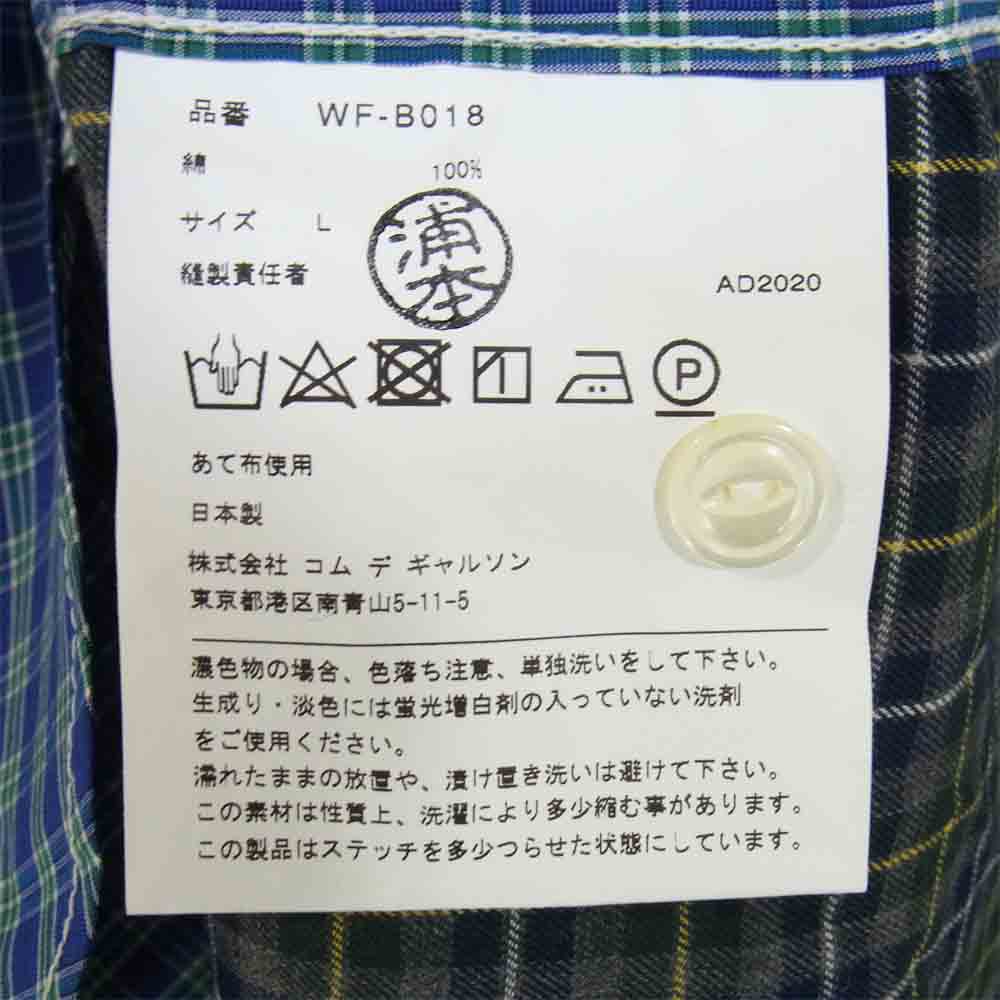 品番 WF-B018
綿 100%
サイズ L
浦本
縫製責任者
AD2020
P
あて布使用
日本製
株式会社 コム デ ギャルソン
東京都港区南青山5-11-5
濃色物の場合、色落ち注意、単独洗いをして下さい。
生成り・淡色には蛍光増白剤の入っていない洗剤
をご使用ください。
濡れたままの放置や、漬け置き洗いは避けて下さい。
この素材は性質上、洗濯により多少縮む事があります。
この製品はステッチを多少つらせた状態にしています。